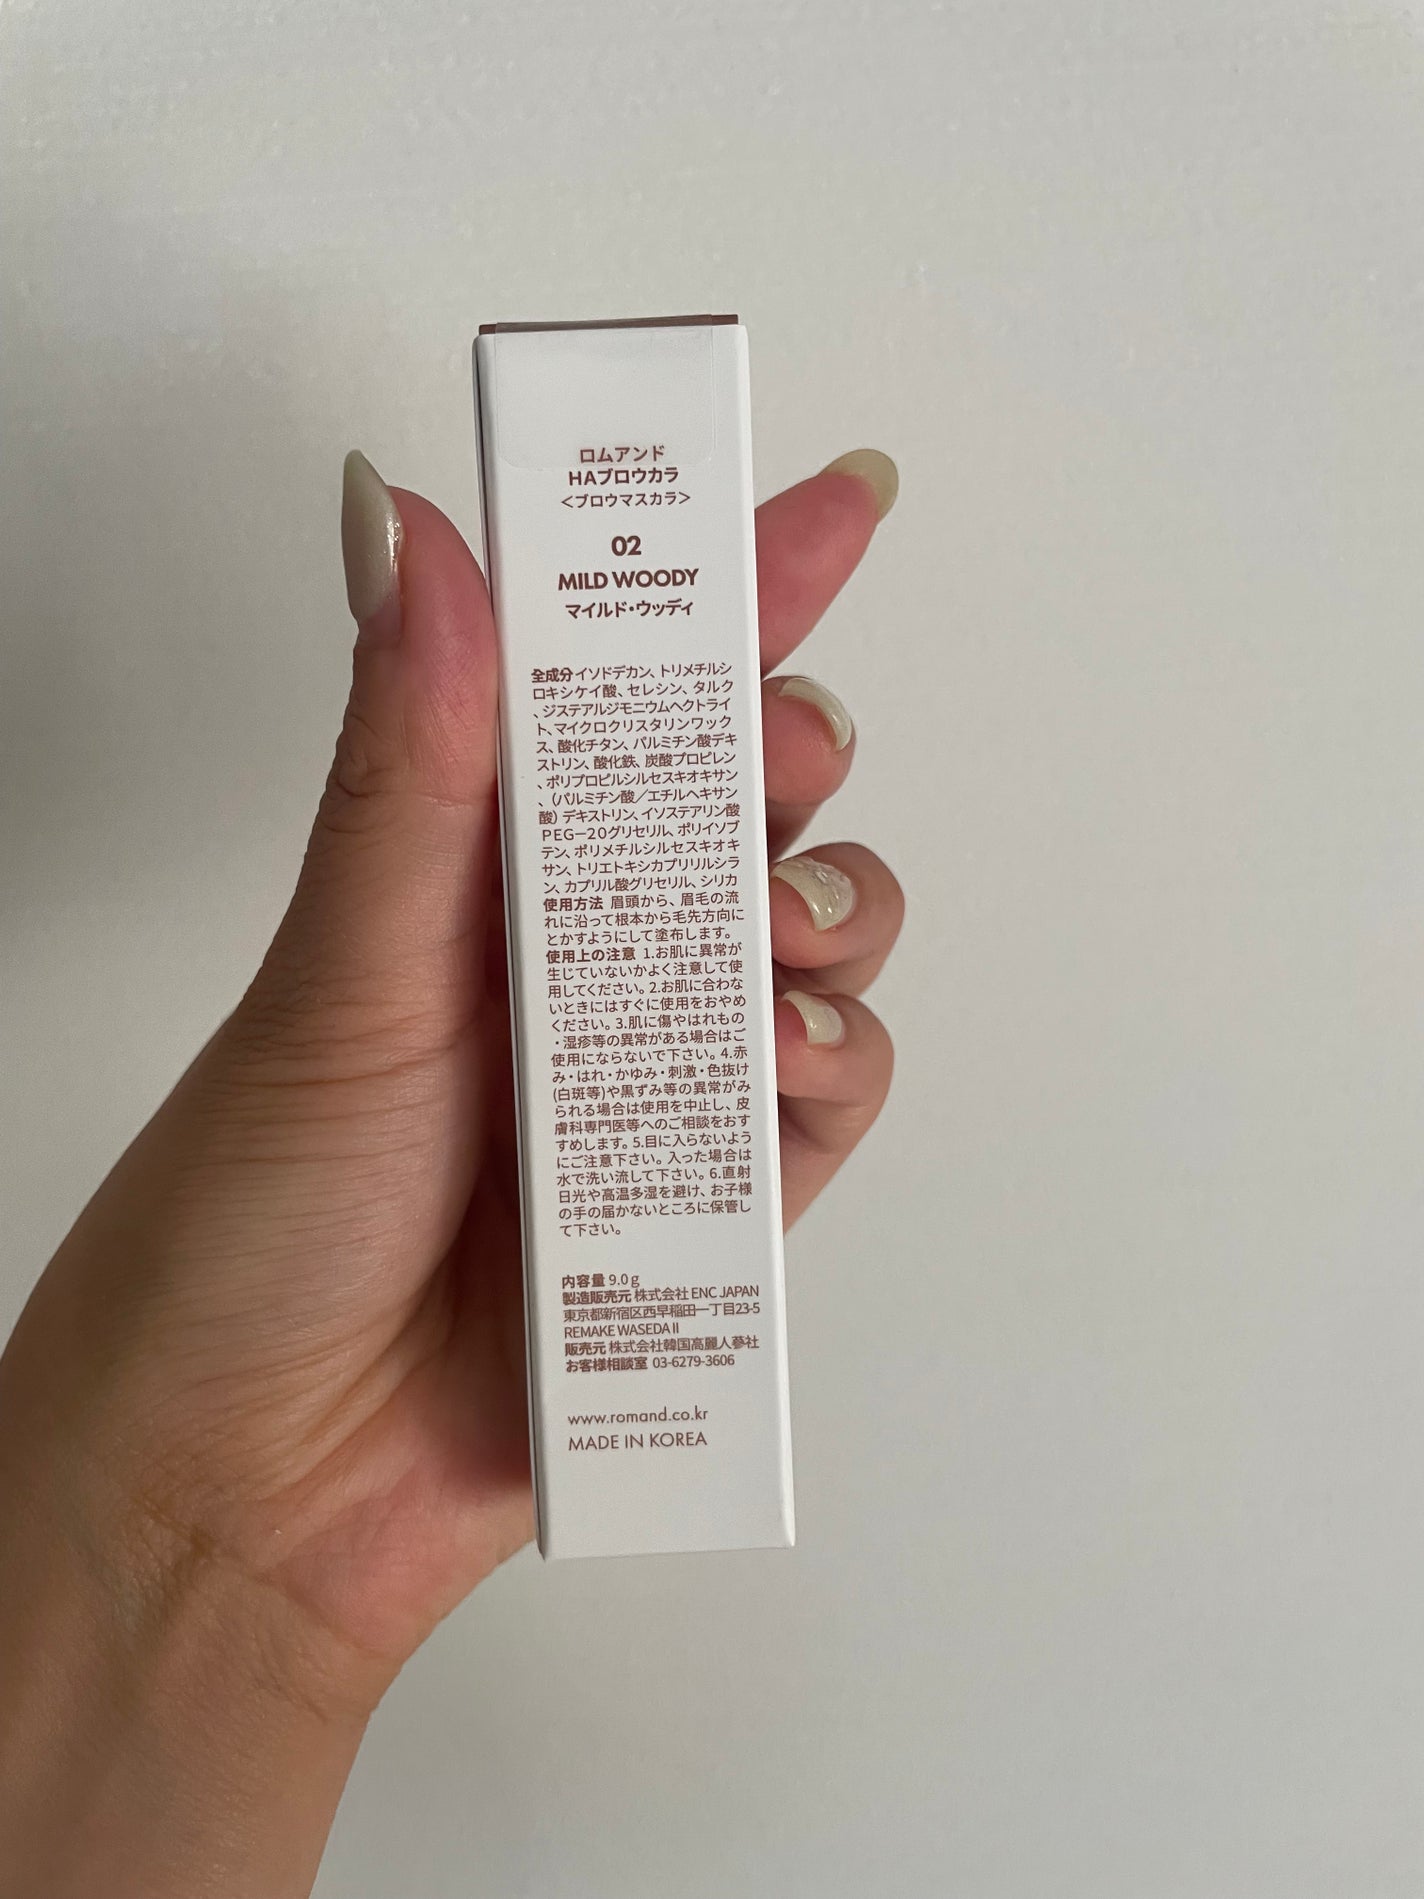 ロムアンド
HAブロウカラ
＜ブロウマスカラ＞
02
MILD WOODY
マイルド・ウッディ
全成分 イソドデカン、トリメチルシ
ロキシケイ酸、セレシン、タルク
、ジステアルジモニウムヘクトライ
ト、マイクロクリスタリンワック
ス、酸化チタン、パルミチン酸デキ
ストリン、酸化鉄、炭酸プロピレン
、ポリプロピルシルセスキオキサン
、（パルミチン酸／エチルヘキサン
酸）デキストリン、イソステアリン酸
PEG－20グリセリル、ポリイソブ
テン、ポリメチルシルセスキオキ
サン、トリエトキシカプリリルシラ
ン、カプリル酸グリセリル、シリカ
使用方法 眉頭から、眉毛の流
れに沿って根本から毛先方向に
とかすようにして塗布します。
使用上の注意 1.お肌に異常が
生じていないかよく注意して使
用してください。2.お肌に合わな
いときにはすぐに使用をおやめ
ください。3.肌に傷やはれもの
・湿疹等の異常がある場合はご
使用にならないで下さい。4.赤
み・はれ・かゆみ・刺激・色抜け
(白斑等)や黒ずみ等の異常がみ
られる場合は使用を中止し、皮
膚科専門医等へのご相談をおす
すめします。5.目に入らないよう
にご注意下さい。入った場合は
水で洗い流して下さい。6.直射
日光や高温多湿を避け、お子様
の手の届かないところに保管し
て下さい。
内容量 9.0g
製造販売元 株式会社 ENC JAPAN
東京都新宿区西早稲田一丁目23-5
REMAKE WASEDA II
販売元 株式会社韓国高麗人蔘社
お客様相談室 03-6279-3606
www.romand.co.kr
MADE IN KOREA